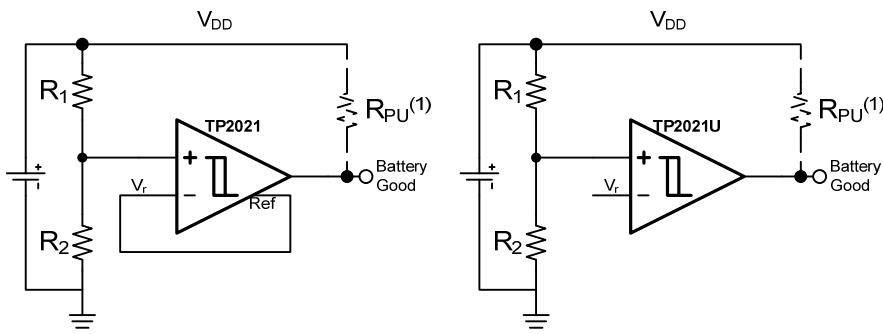 VDD
R1
TP2021
RPU(1)
+
-
Vr
Ref
Battery
Good
R2
+
-
VDD
R1
TP2021U
RPU(1)
+
-
Vr
Battery
Good
R2
+
-